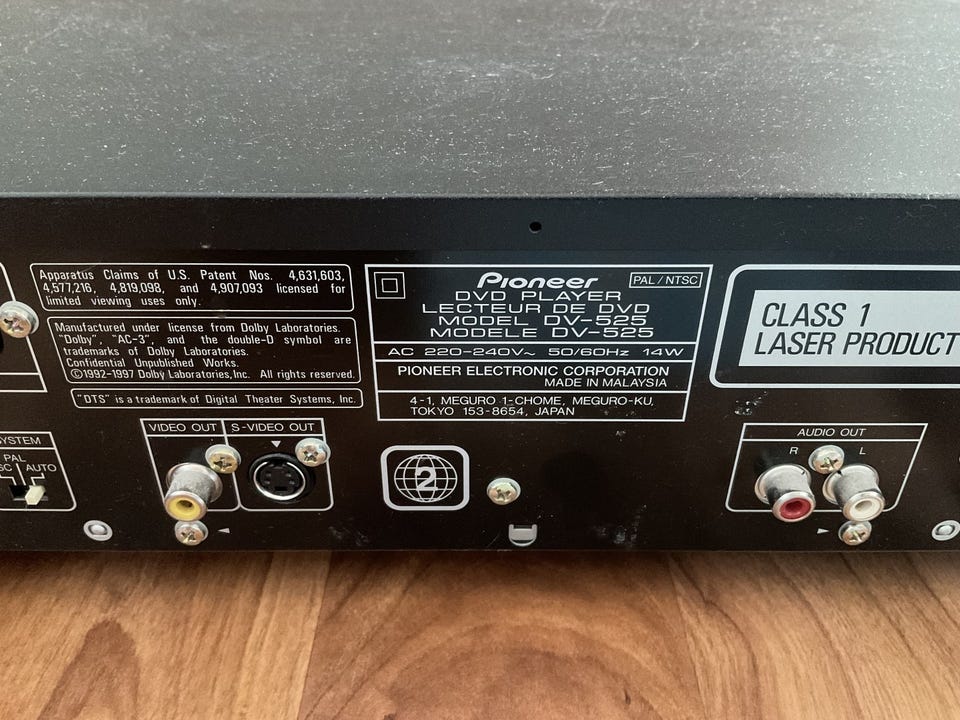 Apparatus Claims of U.S. Patent Nos. 4,631,603,
4,577,216, 4,819,098, and 4,907,093 licensed for
limited viewing uses only.
Manufactured under license from Dolby Laboratories.
"Dolby", "AC-3", and the double-D symbol are
trademarks of Dolby Laboratories.
Confidential Unpublished Works.
©1992-1997 Dolby Laboratories, Inc. All rights reserved.
"DTS" is a trademark of Digital Theater Systems, Inc.
Pioneer PAL/NTSC
DVD PLAYER
LECTEUR DE DVD
MODEL DV-525
MODELE DV-525
AC 220-240V~ 50/60Hz 14W
PIONEER ELECTRONIC CORPORATION
MADE IN MALAYSIA
4-1, MEGURO 1-CHOME, MEGURO-KU,
TOKYO 153-8654, JAPAN
CLASS 1
LASER PRODUCT
PAL
AUTO
VIDEO OUT
S-VIDEO OUT
2
AUDIO OUT
R L